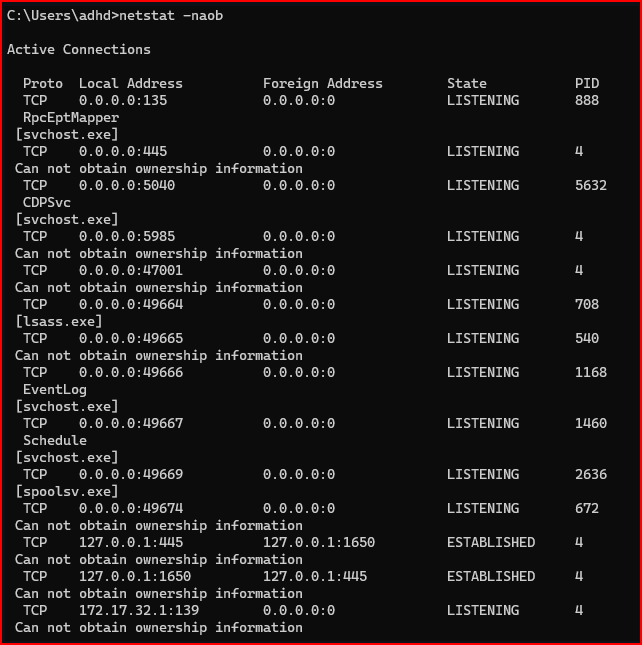 C:\Users\adhd>netstat -naob
Active Connections
Proto Local Address Foreign Address State PID
TCP 0.0.0.0:135 0.0.0.0:0 LISTENING 888
RpcEptMapper
[svchost.exe]
TCP 0.0.0.0:445 0.0.0.0:0 LISTENING 4
Can not obtain ownership information
TCP 0.0.0.0:5040 0.0.0.0:0 LISTENING 5632
CDPSvc
[svchost.exe]
TCP 0.0.0.0:5985 0.0.0.0:0 LISTENING 4
Can not obtain ownership information
TCP 0.0.0.0:47001 0.0.0.0:0 LISTENING 4
Can not obtain ownership information
TCP 0.0.0.0:49664 0.0.0.0:0 LISTENING 708
[lsass.exe]
TCP 0.0.0.0:49665 0.0.0.0:0 LISTENING 540
Can not obtain ownership information
TCP 0.0.0.0:49666 0.0.0.0:0 LISTENING 1168
EventLog
[svchost.exe]
TCP 0.0.0.0:49667 0.0.0.0:0 LISTENING 1460
Schedule
[svchost.exe]
TCP 0.0.0.0:49669 0.0.0.0:0 LISTENING 2636
[spoolsv.exe]
TCP 0.0.0.0:49674 0.0.0.0:0 LISTENING 672
Can not obtain ownership information
TCP 127.0.0.1:445 127.0.0.1:1650 ESTABLISHED 4
Can not obtain ownership information
TCP 127.0.0.1:1650 127.0.0.1:445 ESTABLISHED 4
Can not obtain ownership information
TCP 172.17.32.1:139 0.0.0.0:0 LISTENING 4
Can not obtain ownership information